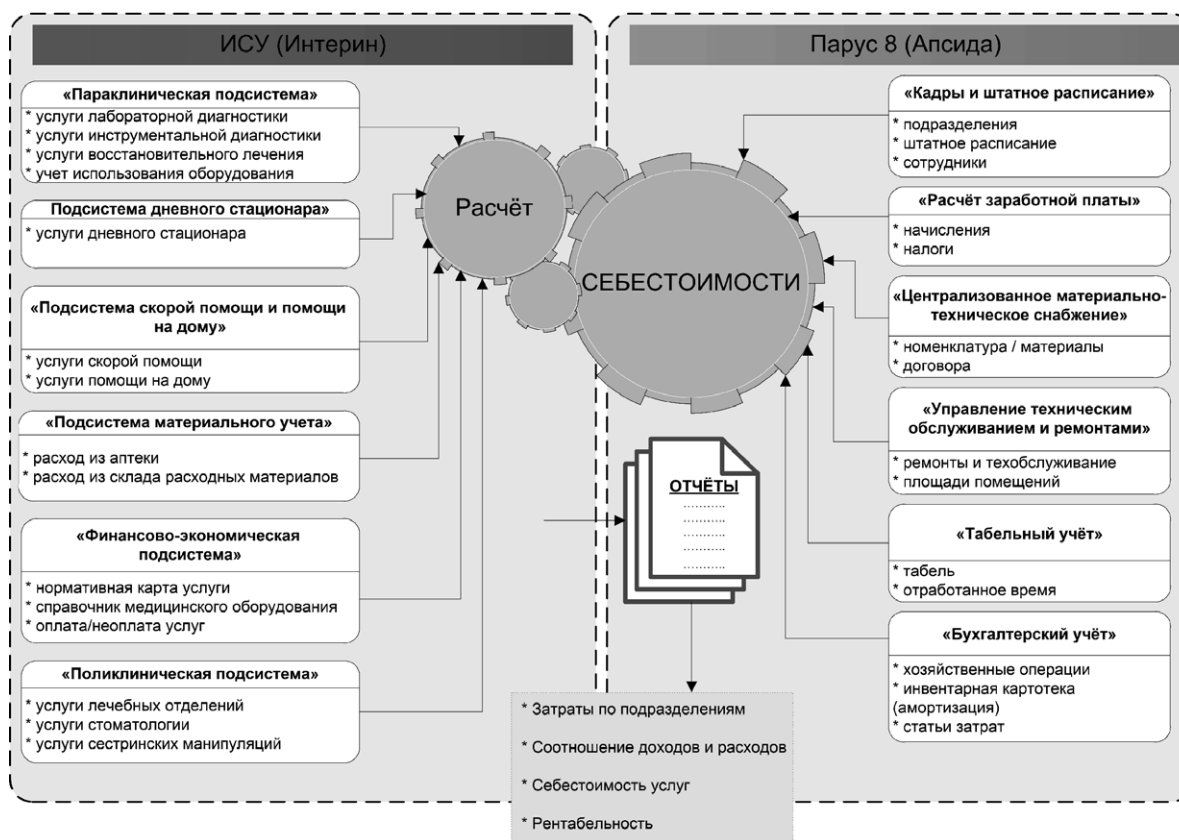 ИСУ (Интерин)
«Параклиническая подсистема»
* услуги лабораторной диагностики
* услуги инструментальной диагностики
* услуги восстановительного лечения
* учет использования оборудования
Подсистема дневного стационара»
* услуги дневного стационара
«Подсистема скорой помощи и помощи
на дому»
* услуги скорой помощи
* услуги помощи на дому
«Подсистема материального учета»
* расход из аптеки
* расход из склада расходных материалов
«Финансово-экономическая
подсистема»
* нормативная карта услуги
* справочник медицинского оборудования
* оплата/неоплата услуг
«Поликлиническая подсистема»
* услуги лечебных отделений
* услуги стоматологии
* услуги сестринских манипуляций
Расчёт
СЕБЕСТОИМОСТИ
ОТЧЁТЫ
* Затраты по подразделениям
* Соотношение доходов и расходов
* Себестоимость услуг
* Рентабельность
Парус 8 (Апсида)
«Кадры и штатное расписание»
* подразделения
* штатное расписание
* сотрудники
«Расчёт заработной платы»
* начисления
* налоги
«Централизованное материально-
техническое снабжение»
* номенклатура / материалы
* договора
«Управление техническим
обслуживанием и ремонтами»
* ремонты и техобслуживание
* площади помещений
«Табельный учёт»
* табель
* отработанное время
«Бухгалтерский учёт»
* хозяйственные операции
* инвентарная картотека
(амортизация)
* статьи затрат